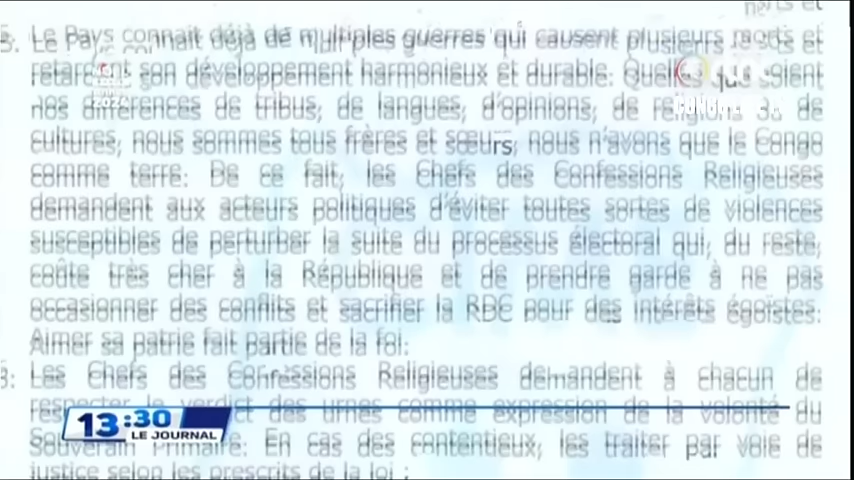 5. Le Pays connait déjà de multiples guerres qui causent plusieurs morts et
retardent son développement harmonieux et durable. Quelles que soient
nos différences de tribus, de langues, d'opinions, de religions ou de
cultures, nous sommes tous frères et sœurs, nous n'avons que le Congo
comme terre. De ce fait, les Chefs des Confessions Religieuses
demandent aux acteurs politiques d'éviter toutes sortes de violences
susceptibles de perturber la suite du processus électoral qui, du reste,
coûte très cher à la République et de prendre garde à ne pas
occasionner des conflits et sacrifier la RDC pour des intérêts égoïstes.
Aimer sa patrie fait partie de la foi.
Les Chefs des Confessions Religieuses demandent à chacun de
respecter le verdict des urnes comme expression de la volonté du
Souverain Primaire. En cas des contentieux, les traiter par voie de
justice selon les prescrits de la loi ;
13:30
LE JOURNAL
2024